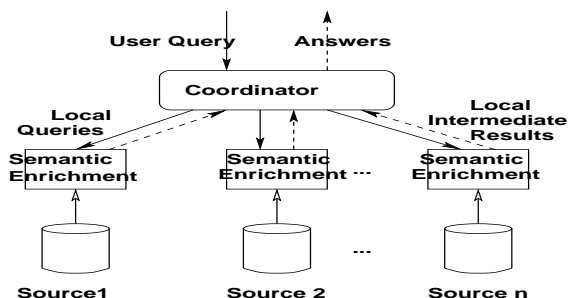 User Query
Answers
Coordinator
Local
Queries
Local
Intermediate
Results
Semantic
Enrichment
Semantic
Enrichment
...
Semantic
Enrichment
...
Source1
Source 2
Source n